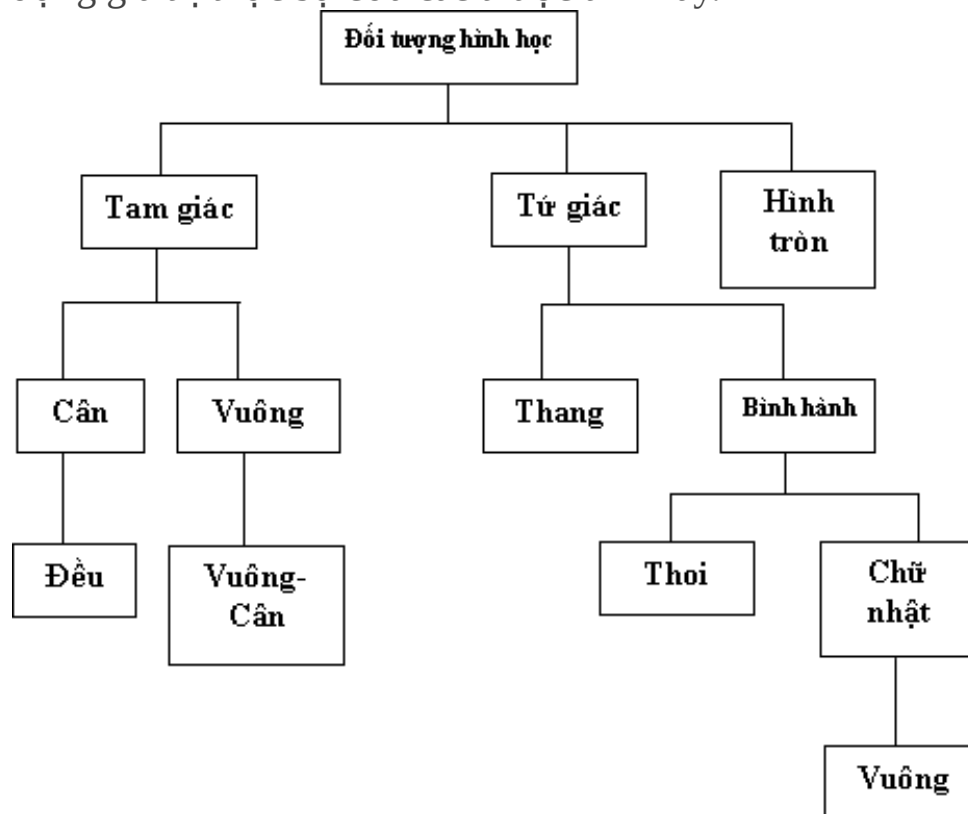 Đối tượng hình học
Tam giác
Tứ giác
Hình
tròn
Cân
Vuông
Thang
Bình hành
Đều
Vuông-
Cân
Thoi
Chữ
nhật
Vuông